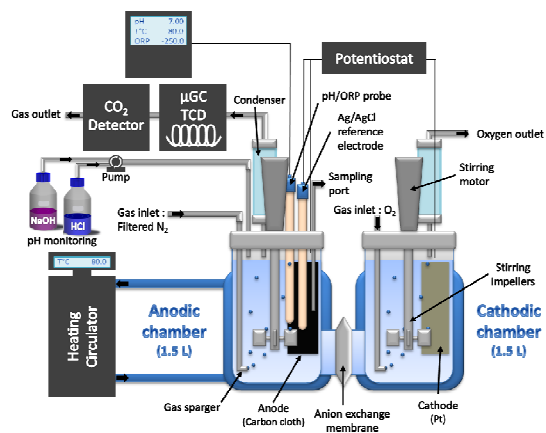 pH 7.00
T°C 80.0
ORP -250.0
Potentiostat
Gas outlet
CO₂
Detector
µGC
TCD
Condenser
pH/ORP probe
Ag/AgCl
reference
electrode
Oxygen outlet
Pump
Sampling
port
Stirring
motor
NaOH
HCl
pH monitoring
Gas inlet :
Filtered N₂
Gas inlet : O₂
T°C 80.0
Heating
Circulator
Anodic
chamber
(1.5 L)
Stirring
impellers
Cathodic
chamber
(1.5 L)
Gas sparger
Anode
(Carbon cloth)
Anion exchange
membrane
Cathode
(Pt)